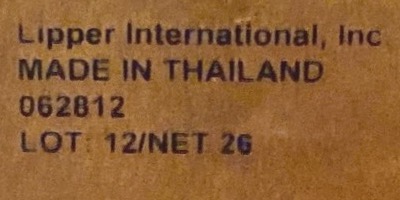 Lipper International, Inc
MADE IN THAILAND
062812
LOT: 12/NET 26